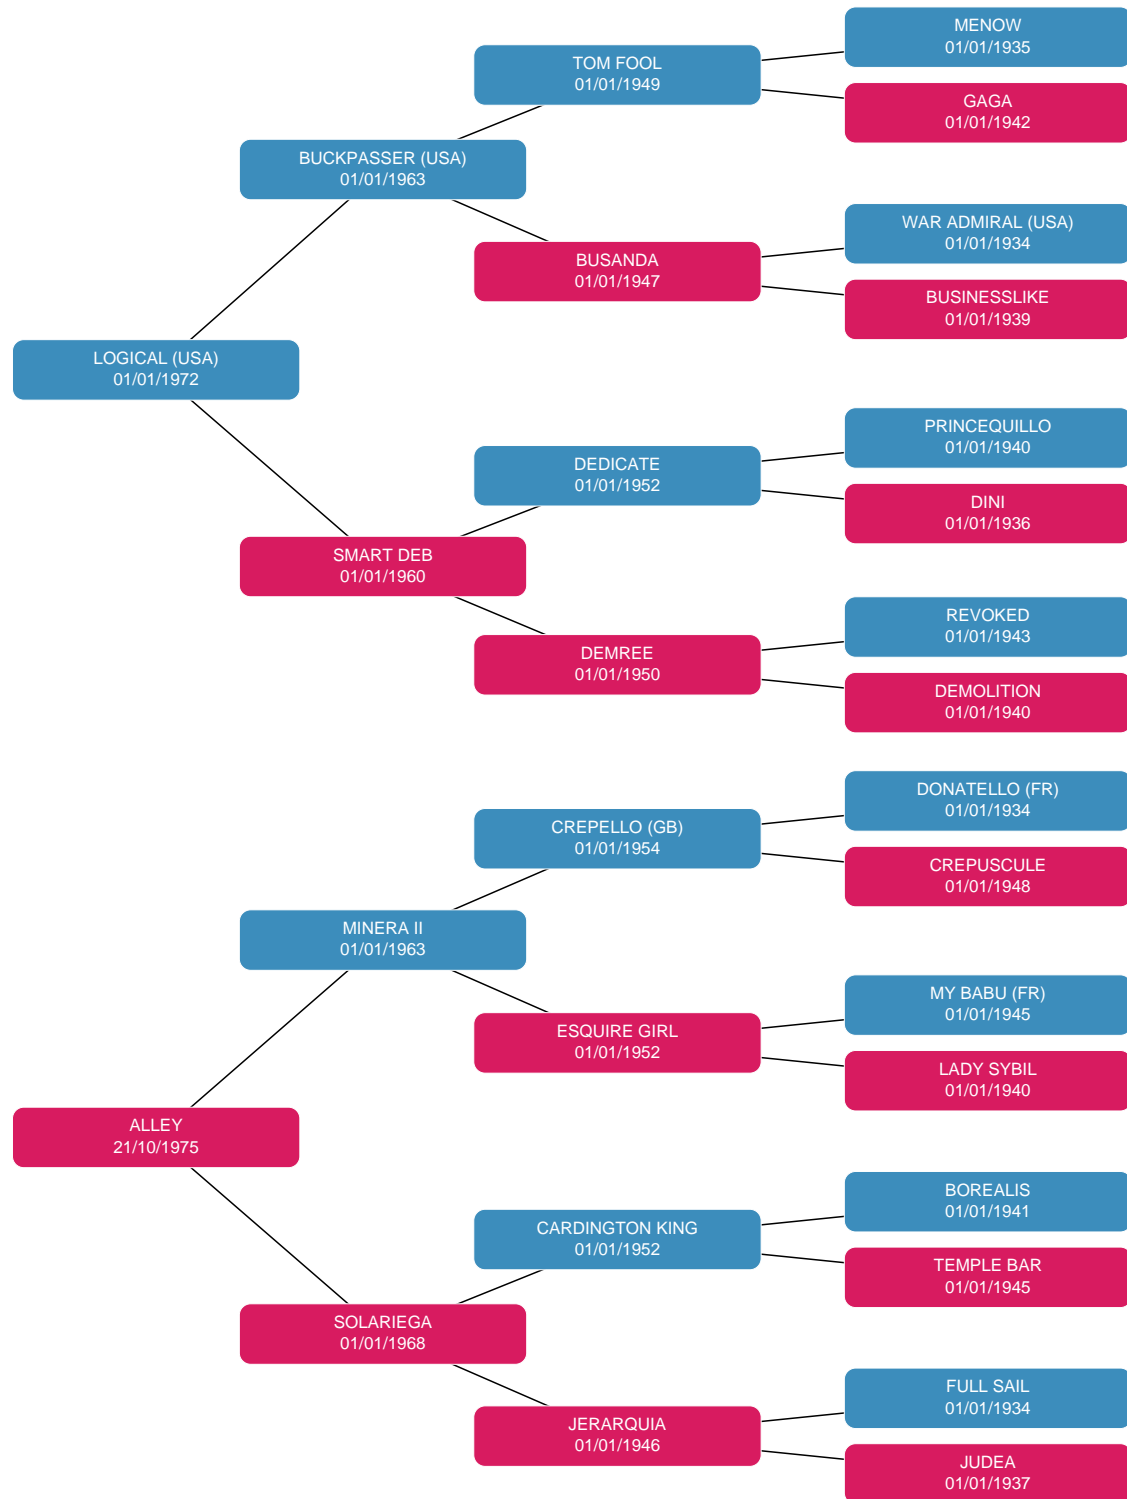 MENOW
01/01/1935
TOM FOOL
01/01/1949
GAGA
01/01/1942
BUCKPASSER (USA)
01/01/1963
WAR ADMIRAL (USA)
01/01/1934
BUSANDA
01/01/1947
BUSINESSLIKE
01/01/1939
LOGICAL (USA)
01/01/1972
PRINCEQUILLO
01/01/1940
DEDICATE
01/01/1952
DINI
01/01/1936
SMART DEB
01/01/1960
REVOKED
01/01/1943
DEMREE
01/01/1950
DEMOLITION
01/01/1940
DONATELLO (FR)
01/01/1934
CREPELLO (GB)
01/01/1954
CREPUSCULE
01/01/1948
MINERA II
01/01/1963
MY BABU (FR)
01/01/1945
ESQUIRE GIRL
01/01/1952
LADY SYBIL
01/01/1940
ALLEY
21/10/1975
BOREALIS
01/01/1941
CARDINGTON KING
01/01/1952
TEMPLE BAR
01/01/1945
SOLARIEGA
01/01/1968
FULL SAIL
01/01/1934
JERARQUIA
01/01/1946
JUDEA
01/01/1937